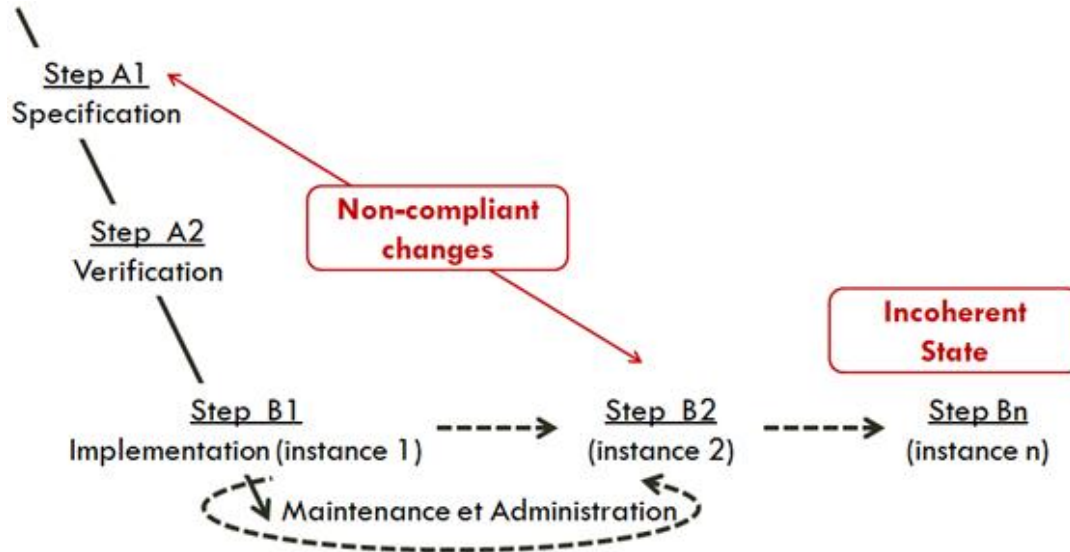 Step A1
Specification
Non-compliant
changes
Step A2
Verification
Incoherent
State
Step B1
Implementation (instance 1)
Step B2
(instance 2)
Step Bn
(instance n)
Maintenance et Administration